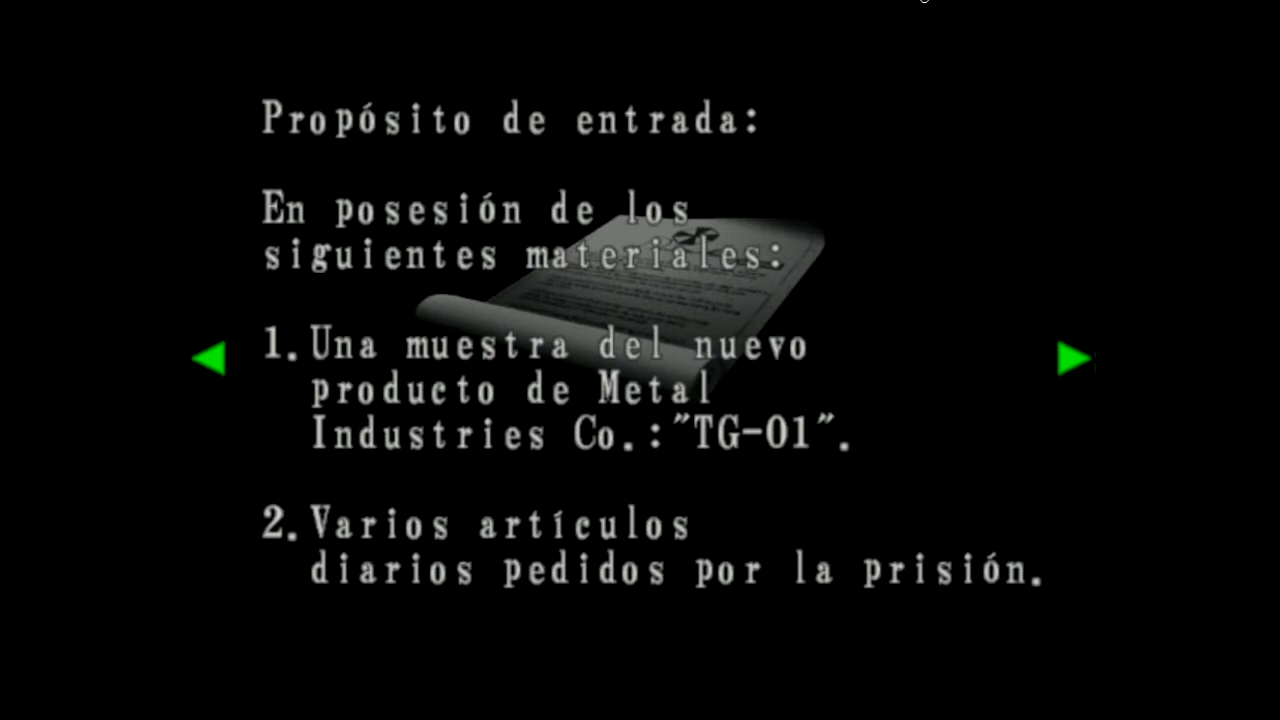 Propósito de entrada:
En posesión de los
siguientes materiales:
1. Una muestra del nuevo
producto de Metal
Industries Co.:"TG-01".
2. Varios artículos
diarios pedidos por la prisión.